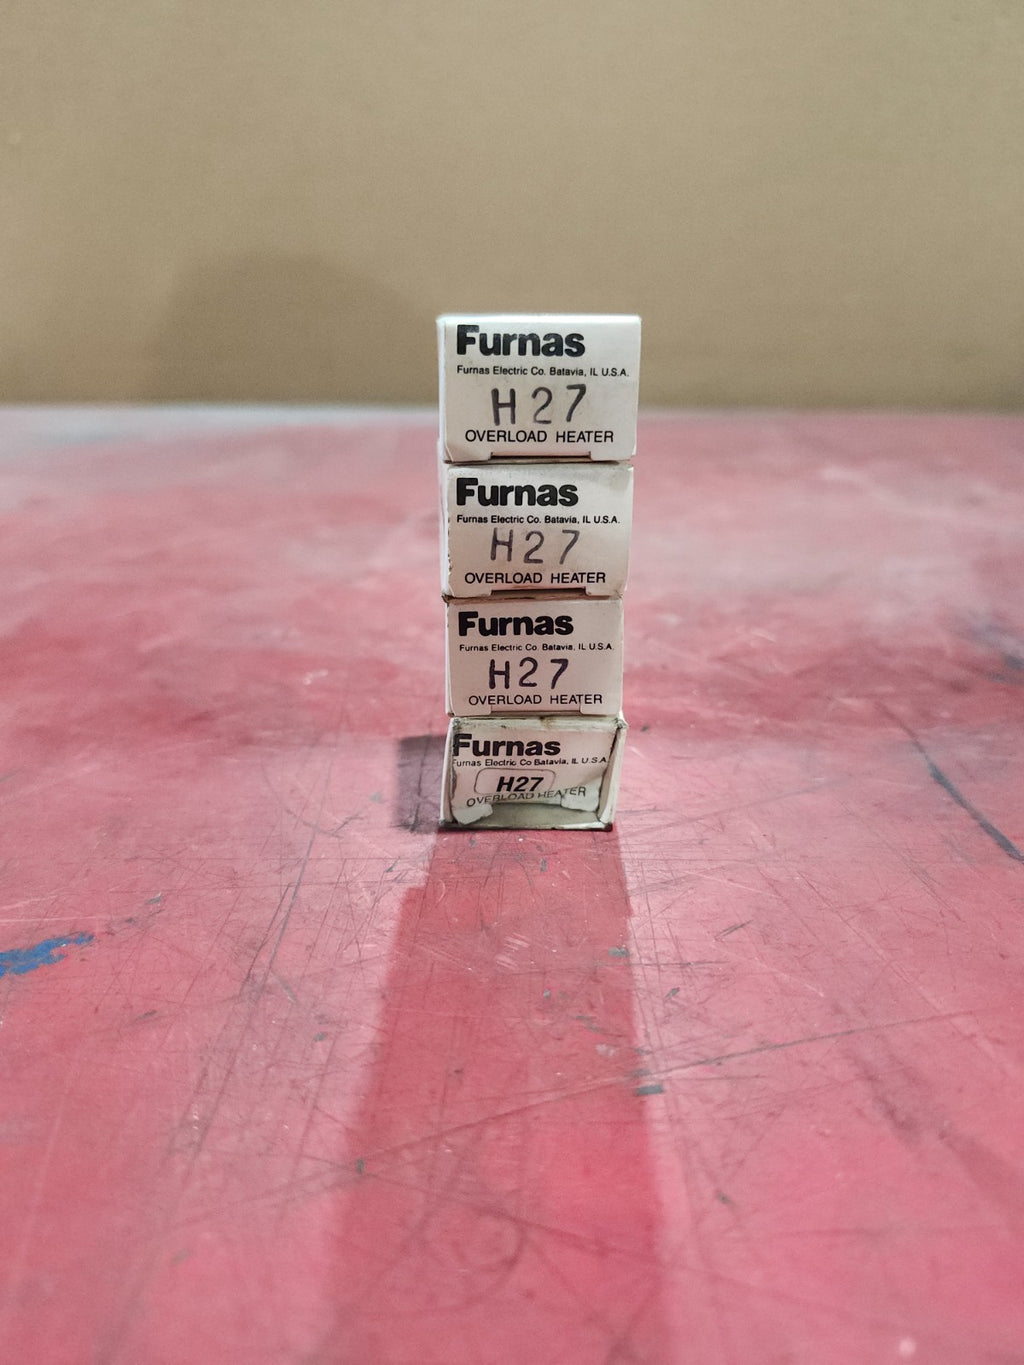 Furnas
Furnas Electric Co. Batavia, IL U.S.A.
H27
OVERLOAD HEATER
Furnas
Furnas Electric Co. Batavia, IL U.S.A.
H27
OVERLOAD HEATER
Furnas
Furnas Electric Co. Batavia, IL U.S.A.
H27
OVERLOAD HEATER
Furnas
Furnas Electric Co Batavia, IL U.S.A.
H27
OVERLOAD HEATER